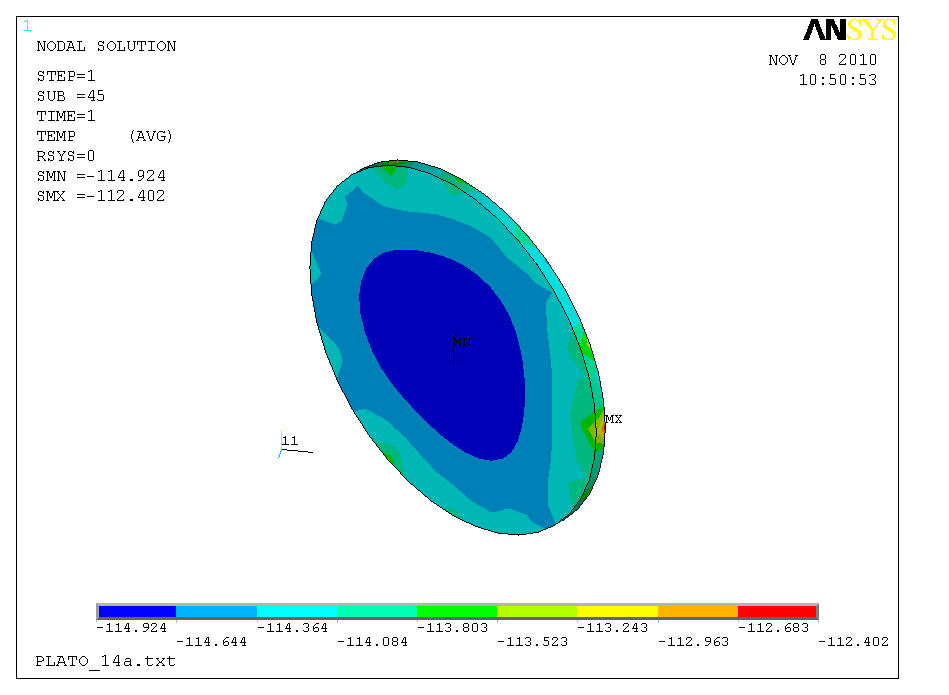 1
ANSYS
NODAL SOLUTION
NOV 8 2010
10:50:53
STEP=1
SUB =45
TIME=1
TEMP (AVG)
RSYS=0
SMN =-114.924
SMX =-112.402
MN
MX
11
-114.924 -114.364 -113.803 -113.243 -112.683
-114.644 -114.084 -113.523 -112.963 -112.402
PLATO_14a.txt